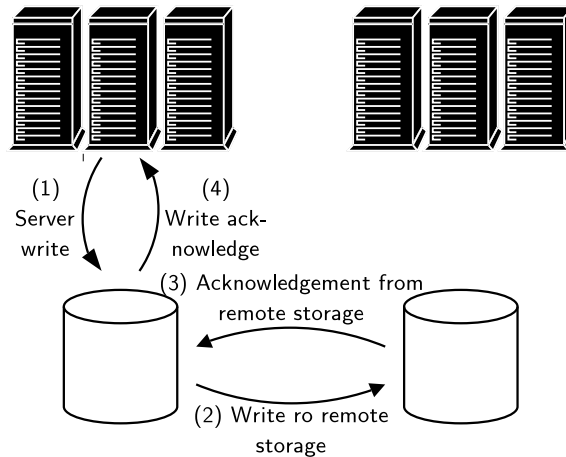 (1)
Server
write
(4)
Write ack-
nowledge
(3) Acknowledgement from
remote storage
(2) Write ro remote
storage